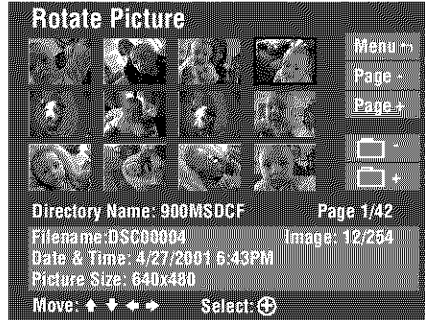 Rotate Picture
Menu
Page -
Page +
-
+
Directory Name: 900MSDCF Page 1/42
Filename:DSC00004 Image: 12/254
Date & Time: 4/27/2001 6:43PM
Picture Size: 640x480
Move: Select: